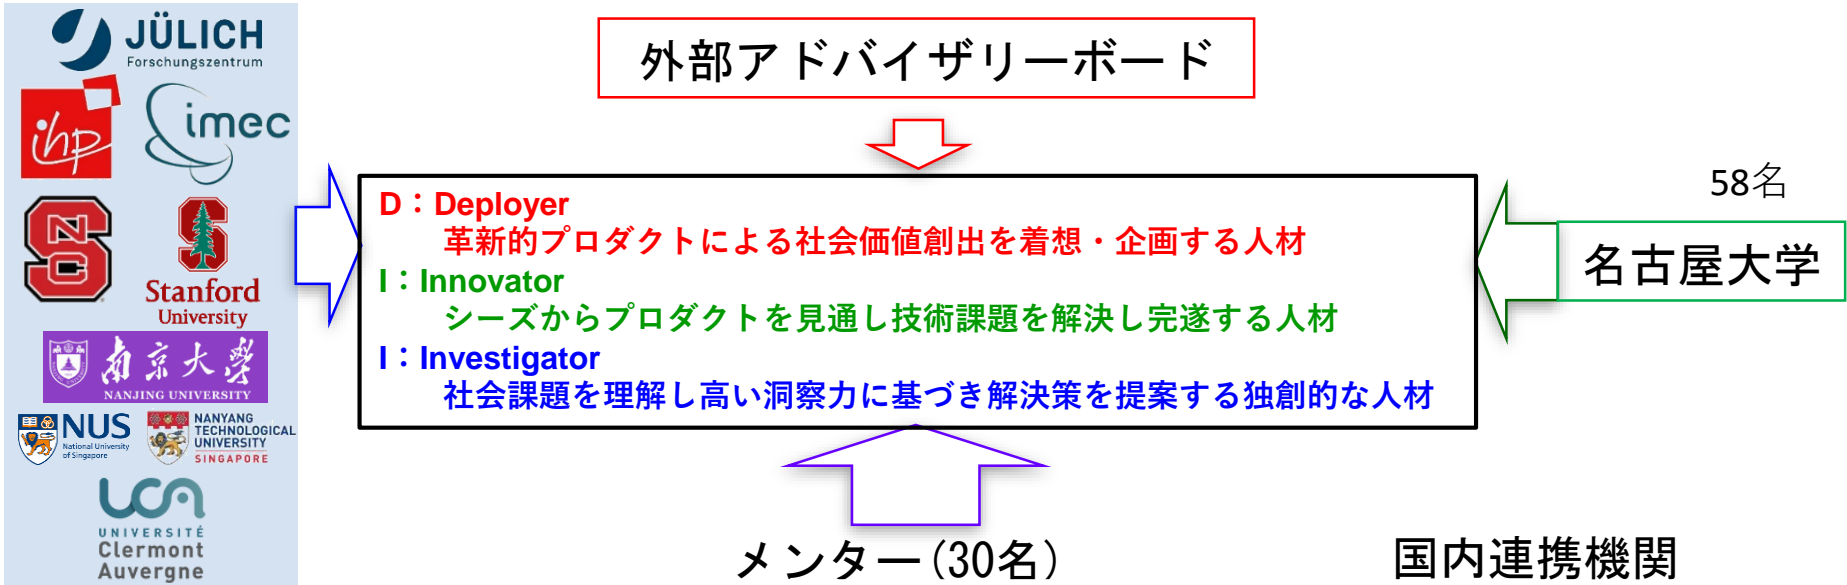 JÜLICH
Forschungszentrum
ihp
imec
NC
S
Stanford
University
南京大學
NANJING UNIVERSITY
NUS
National University
of Singapore
NANYANG
TECHNOLOGICAL
UNIVERSITY
SINGAPORE
UCA
UNIVERSITÉ
Clermont
Auvergne
外部アドバイザリーボード
D：Deployer
革新的プロダクトによる社会価値創出を着想・企画する人材
I：Innovator
シーズからプロダクトを見通し技術課題を解決し完遂する人材
I：Investigator
社会課題を理解し高い洞察力に基づき解決策を提案する独創的な人材
58名
名古屋大学
メンター(30名)
国内連携機関